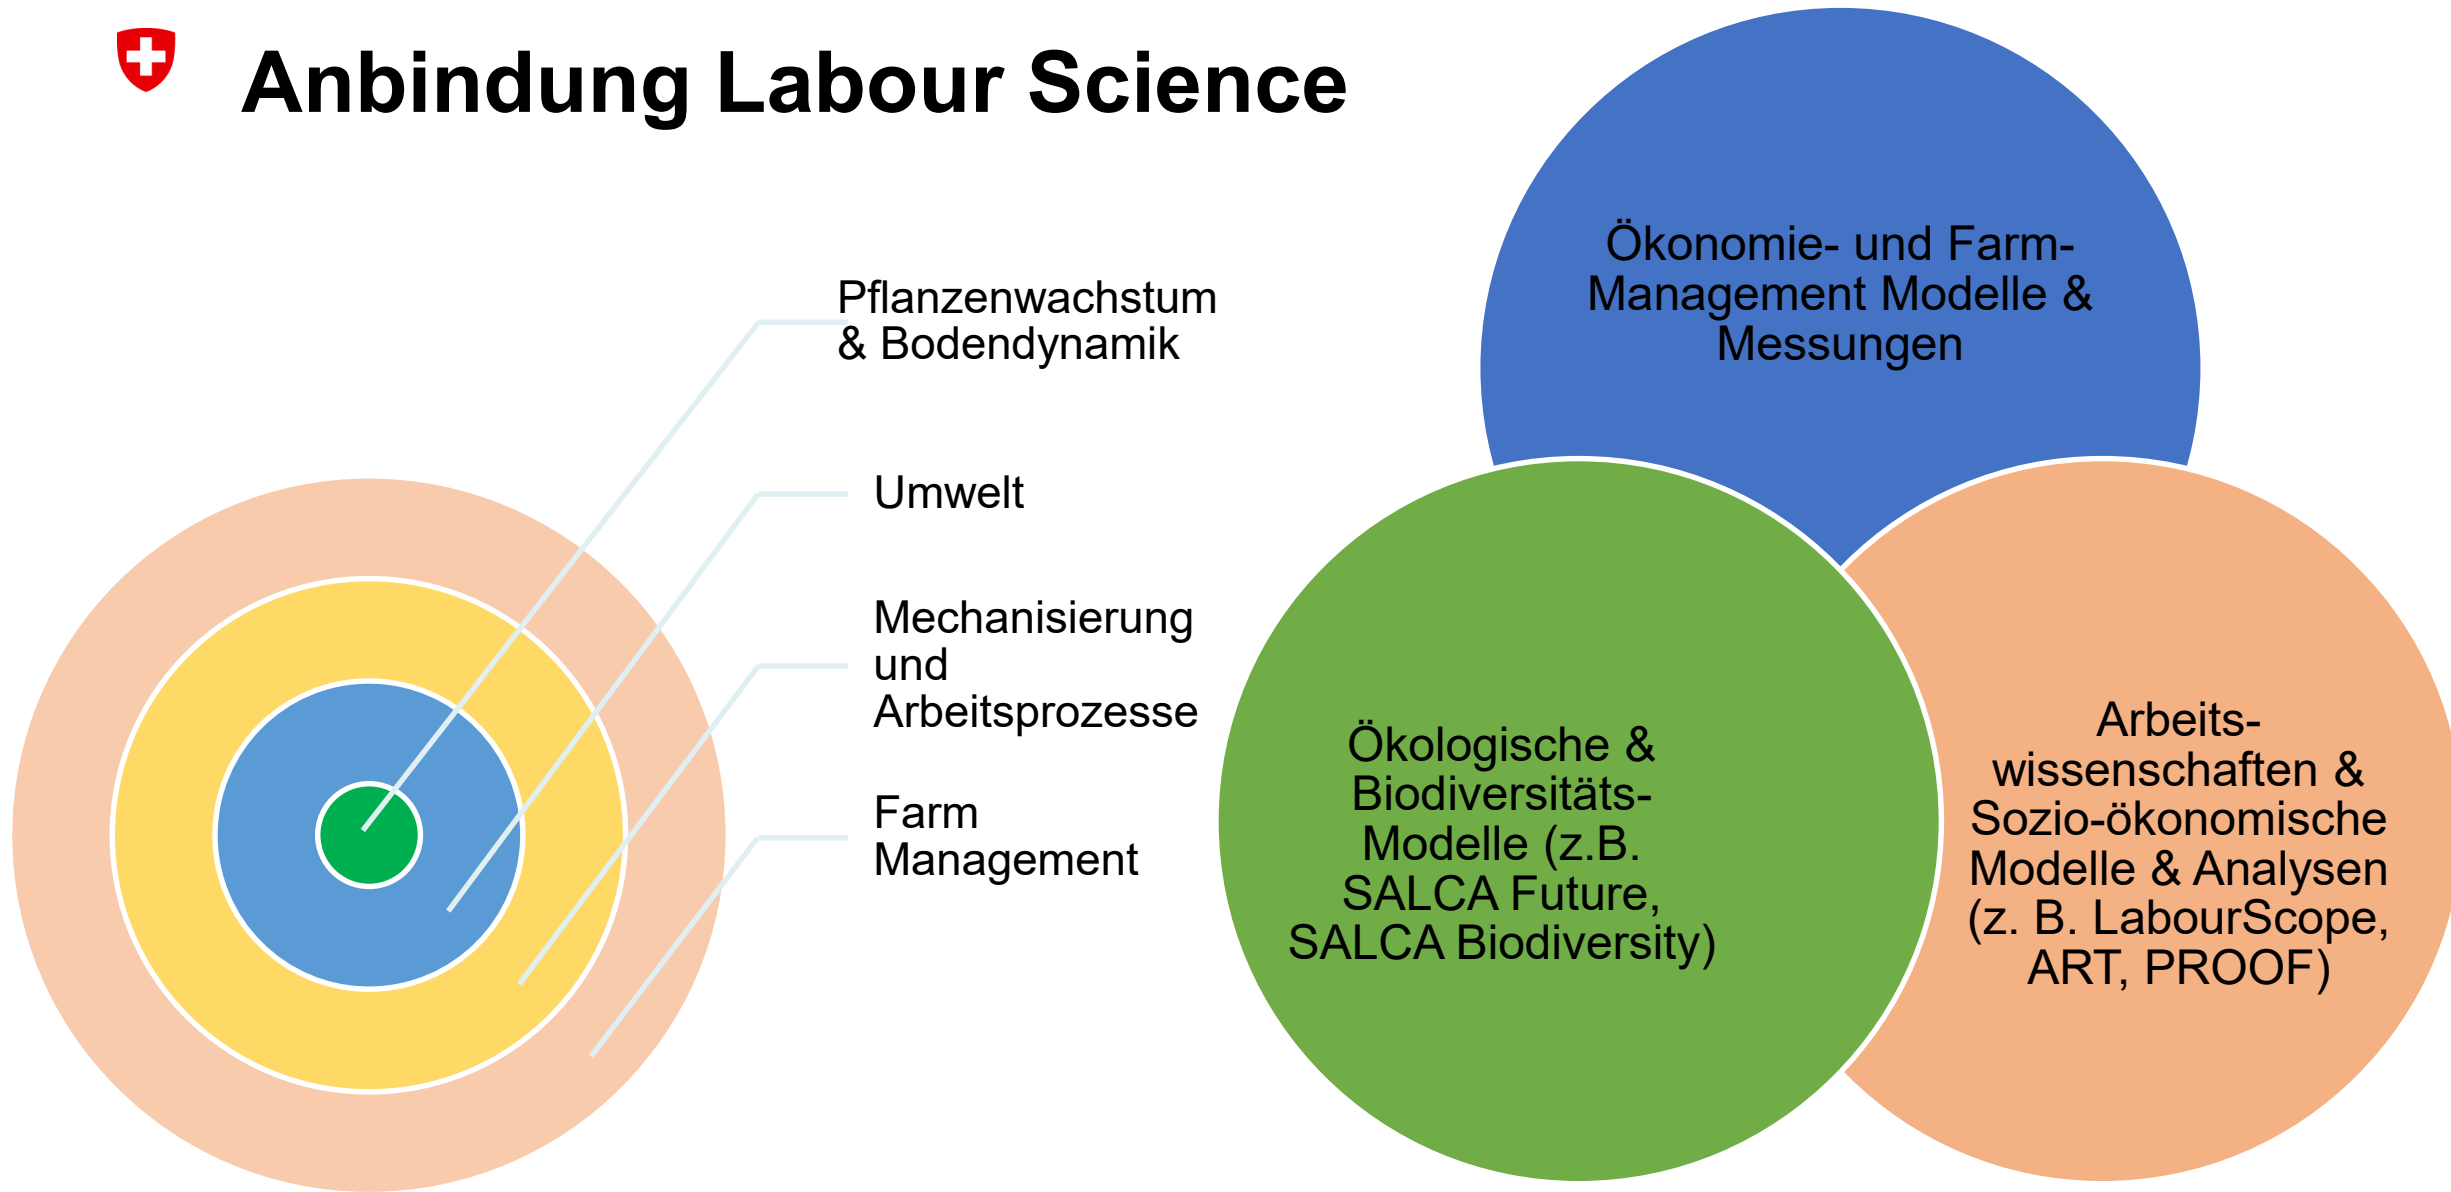 Anbindung Labour Science
Pflanzenwachstum
& Bodendynamik
Umwelt
Mechanisierung
und
Arbeitsprozesse
Farm
Management
Ökonomie- und Farm-
Management Modelle &
Messungen
Ökologische &
Biodiversitäts-
Modelle (z.B.
SALCA Future,
SALCA Biodiversity)
Arbeits-
wissenschaften &
Sozio-ökonomische
Modelle & Analysen
(z. B. LabourScope,
ART, PROOF)